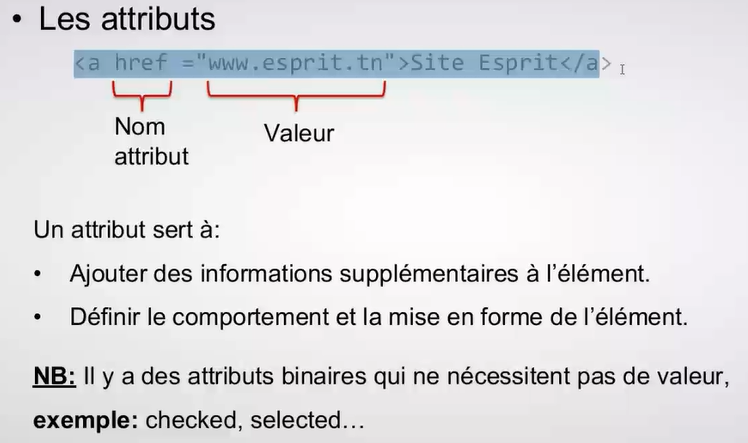 • Les attributs
<a href ="www.esprit.tn">Site Esprit</a>
Nom
attribut
Valeur
Un attribut sert à:
• Ajouter des informations supplémentaires à l'élément.
• Définir le comportement et la mise en forme de l'élément.
NB: Il y a des attributs binaires qui ne nécessitent pas de valeur,
exemple: checked, selected…